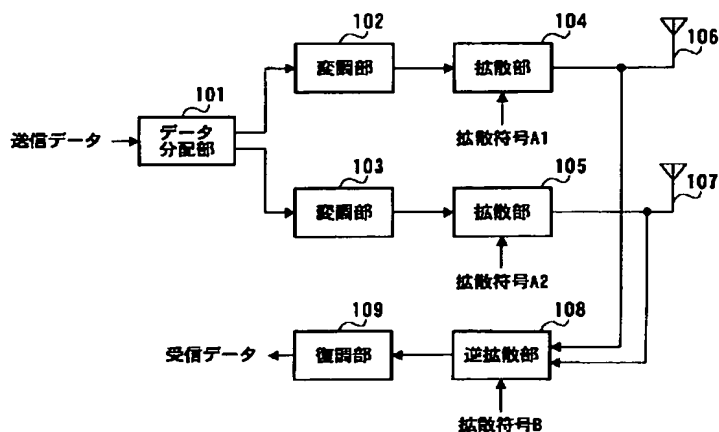 102
104
106
変調部
拡散部
101
送信データ
データ
分配部
拡散符号A1
103
105
107
変調部
拡散部
拡散符号A2
109
108
受信データ
復調部
逆拡散部
拡散符号B